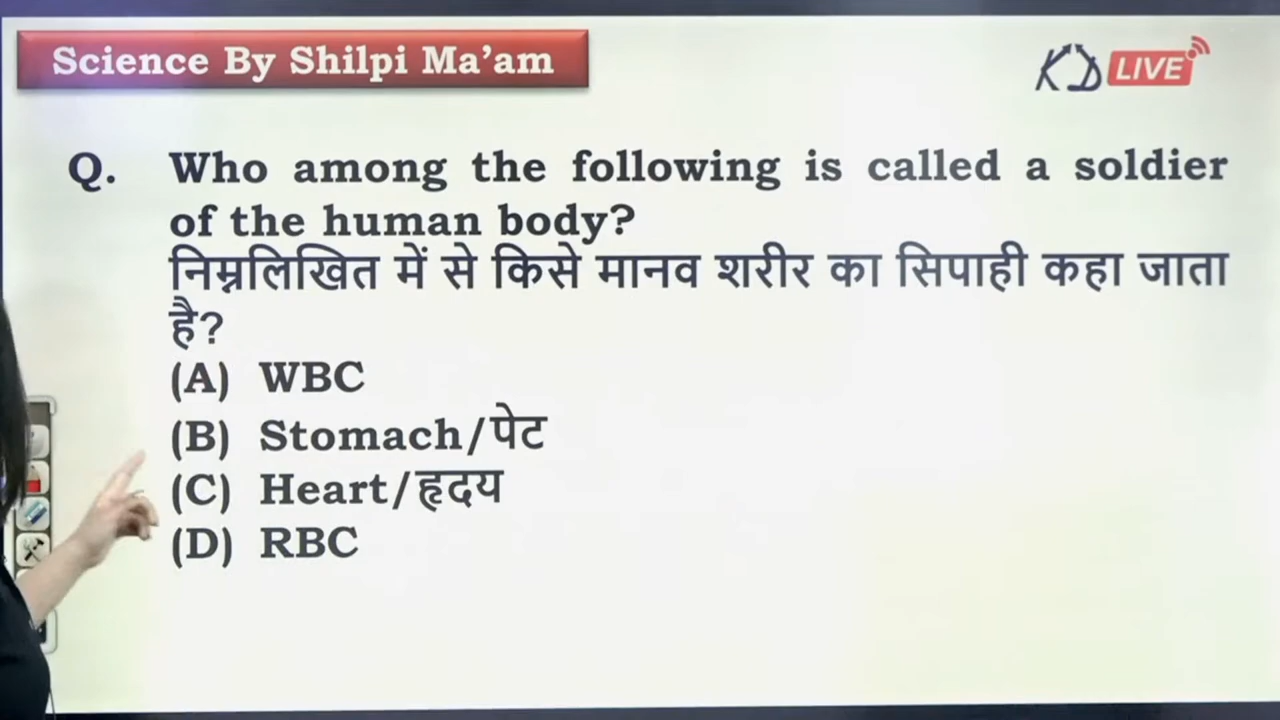 Science By Shilpi Ma'am
KD LIVE
Q. Who among the following is called a soldier
of the human body?
निम्नलिखित में से किसे मानव शरीर का सिपाही कहा जाता
है?
(A) WBC
(B) Stomach/पेट
(C) Heart/हृदय
(D) RBC